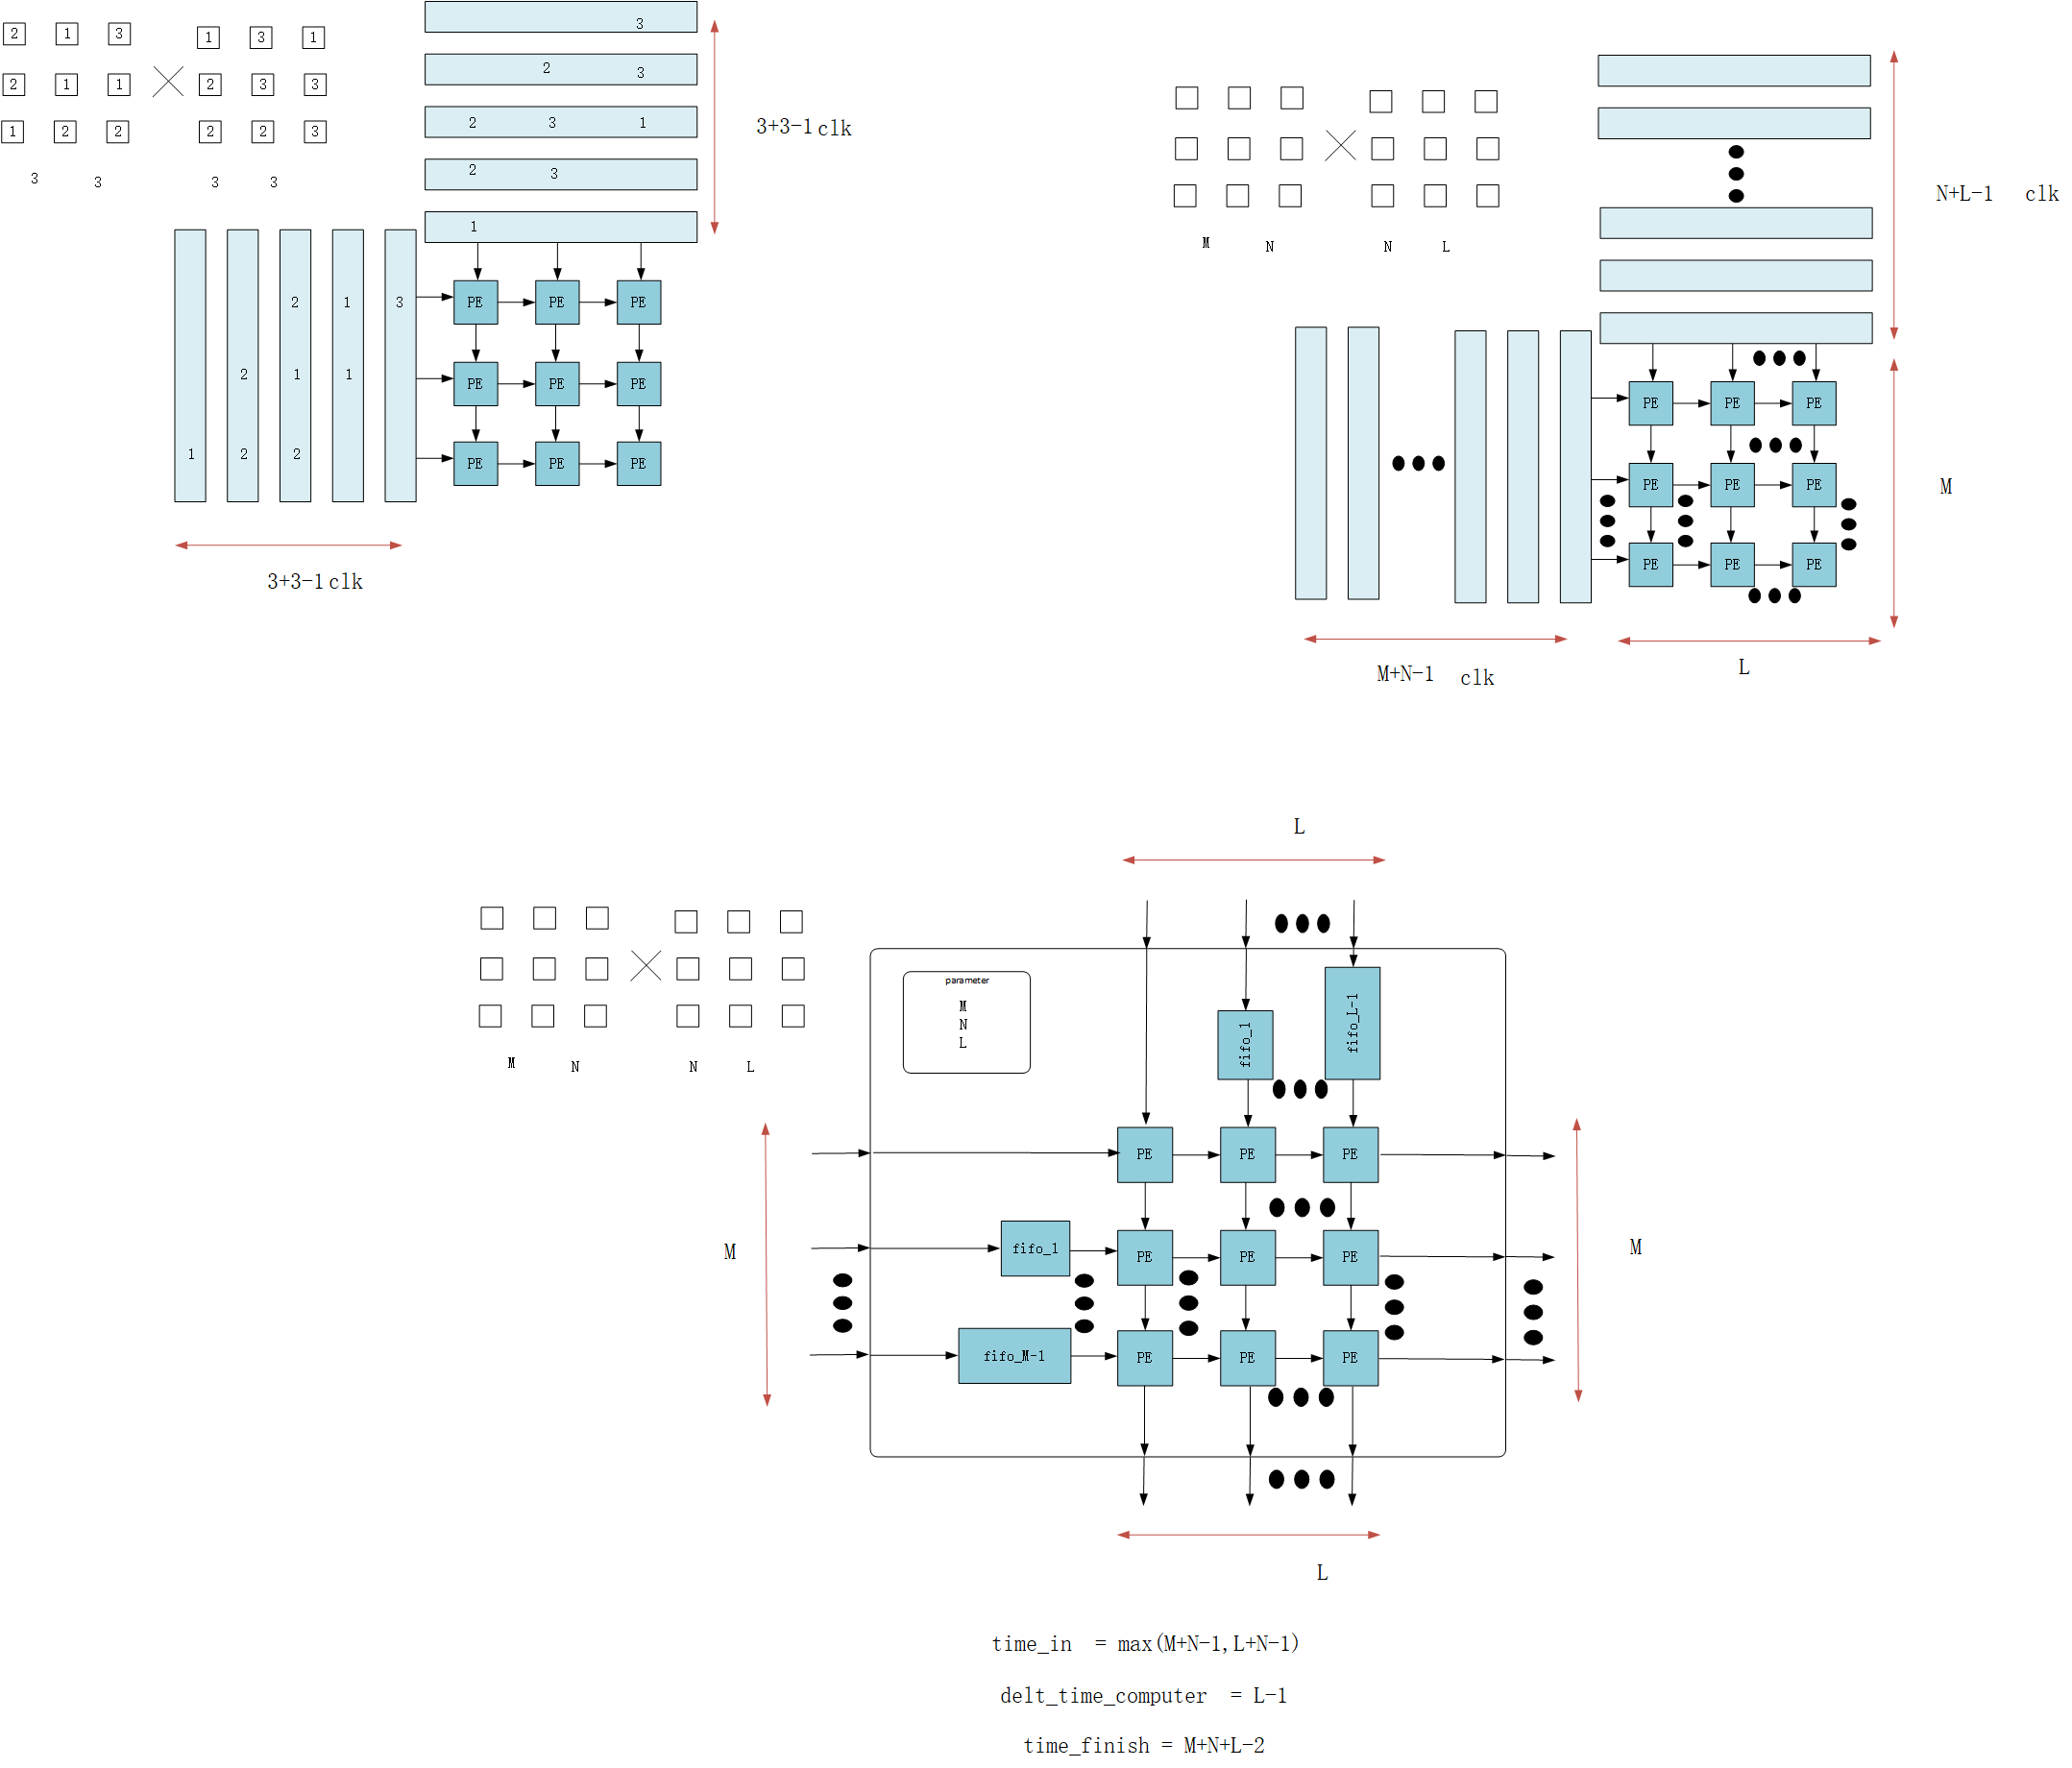 2 1 3 1 3 1
2 1 1 2 3 3
1 2 2 2 2 3
3 3 3 3
3
2 3
2 3 1
2 3
1
3+3-1 clk
2 1 3
2 1 1
1 2 2
PE PE PE
PE PE PE
PE PE PE
3+3-1 clk
M N N L
N+L-1 clk
PE PE PE
PE PE PE
PE PE PE
M
M+N-1 clk
L
L
M N N L
parameter
M
N
L
fifo_1
fifo_L-1
PE PE PE
M
fifo_1
PE PE PE
M
fifo_M-1
PE PE PE
L
time_in = max(M+N-1,L+N-1)
delt_time_computer = L-1
time_finish = M+N+L-2